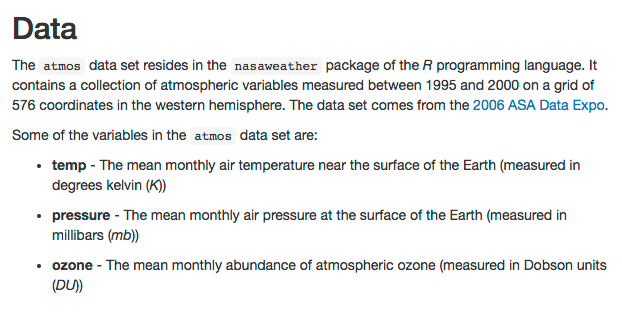 Data
The atmos data set resides in the nasaweather package of the R programming language. It
contains a collection of atmospheric variables measured between 1995 and 2000 on a grid of
576 coordinates in the western hemisphere. The data set comes from the 2006 ASA Data Expo.
Some of the variables in the atmos data set are:
• temp - The mean monthly air temperature near the surface of the Earth (measured in
degrees kelvin (K))
• pressure - The mean monthly air pressure at the surface of the Earth (measured in
millibars (mb))
• ozone - The mean monthly abundance of atmospheric ozone (measured in Dobson units
(DU))